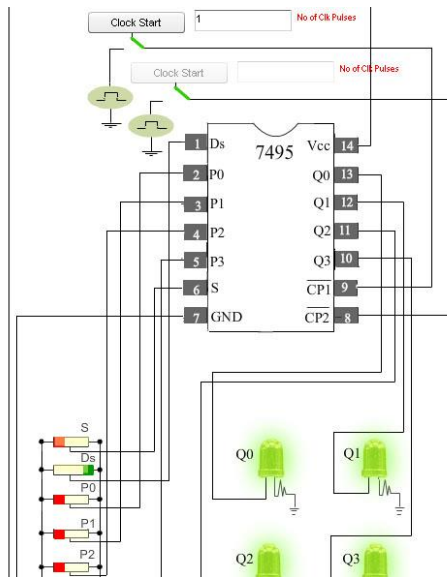 Clock Start 1 No of Clk Pulses
Clock Start No of Clk Pulses
1 Ds 7495 Vcc 14
2 P0 Q0 13
3 P1 Q1 12
4 P2 Q2 11
5 P3 Q3 10
6 S CP1 9
7 GND CP2 8
S
Ds
Q0 Q1
P0
P1
P2
Q2 Q3